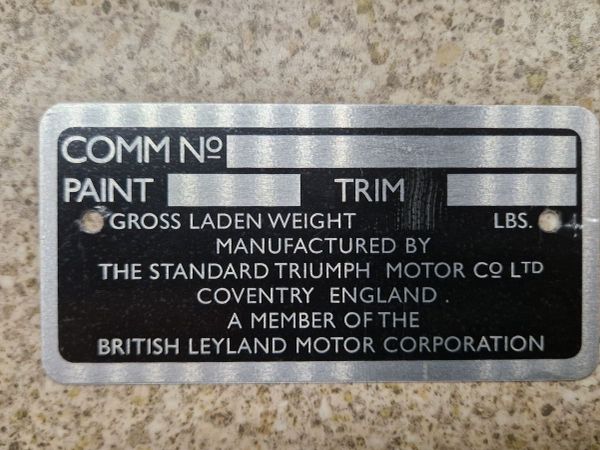 COMM Nº
PAINT TRIM
GROSS LADEN WEIGHT LBS.
MANUFACTURED BY
THE STANDARD TRIUMPH MOTOR Cº LTD
COVENTRY ENGLAND.
A MEMBER OF THE
BRITISH LEYLAND MOTOR CORPORATION